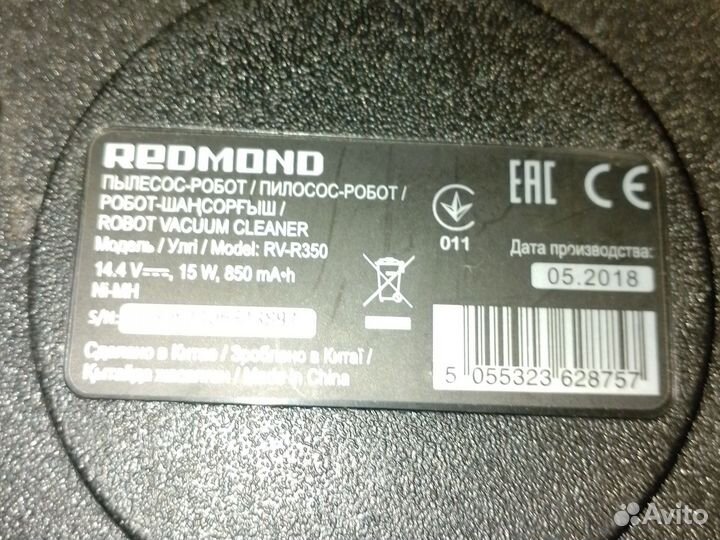 REDMOND
ПЫЛЕСОС-РОБОТ / ПИЛОСОС-РОБОТ /
РОБОТ-ШАҢСОРҒЫШ /
ROBOT VACUUM CLEANER
Модель / Үлгі / Model: RV-R350
14.4 V⎓, 15 W, 850 mA•h
Ni-MH
S/N:
Сделано в Китае / Зроблено в Китаї /
Қытайда жасалған / Made in China
011
EAC CE
Дата производства:
05.2018
5 055323 628757
Avito